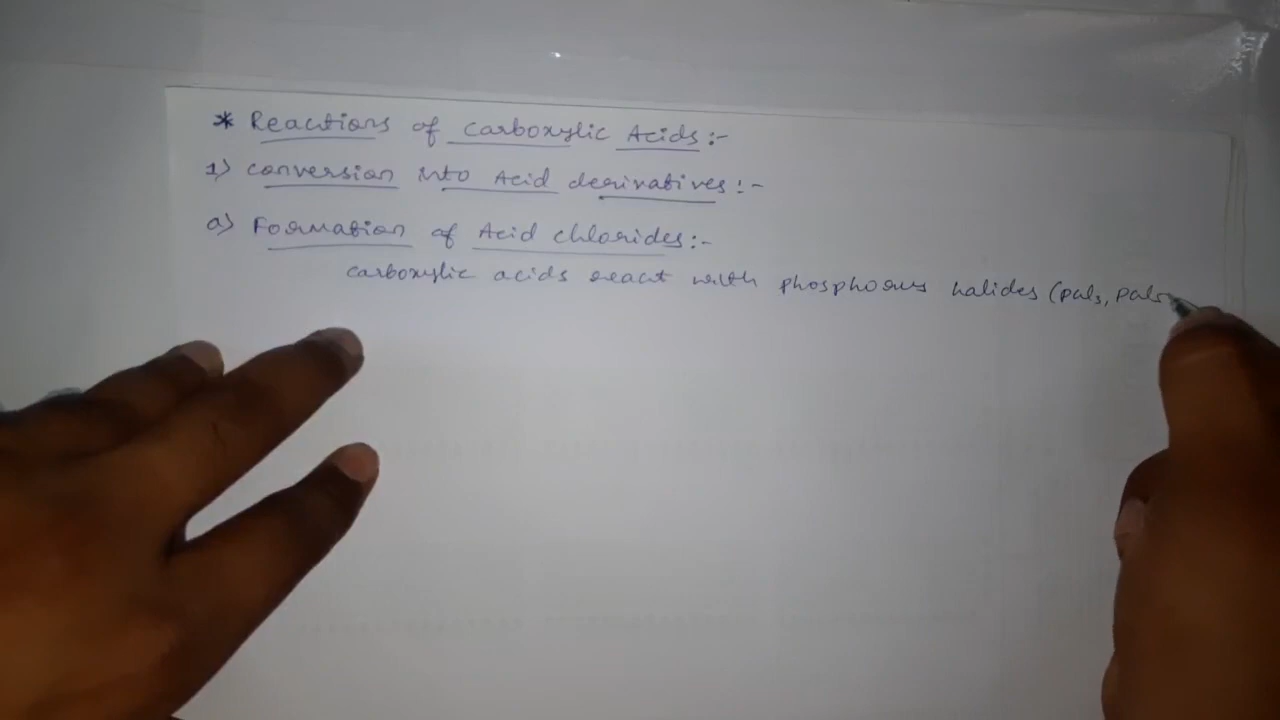 * Reactions of Carboxylic Acids:-
1) Conversion into Acid derivatives:-
a) Formation of Acid chlorides:-
carboxylic acids react with phosphorus halides (PCl3, PCl5